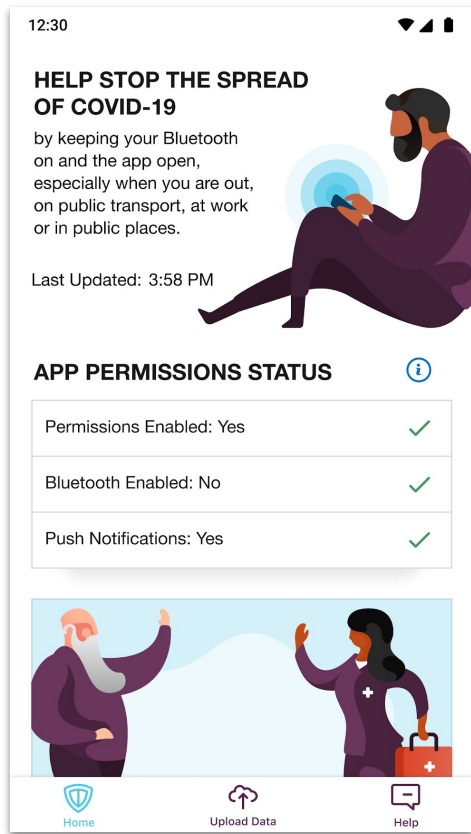 12:30
HELP STOP THE SPREAD
OF COVID-19
by keeping your Bluetooth
on and the app open,
especially when you are out,
on public transport, at work
or in public places.
Last Updated: 3:58 PM
APP PERMISSIONS STATUS
i
Permissions Enabled: Yes
Bluetooth Enabled: No
Push Notifications: Yes
Home
Upload Data
Help